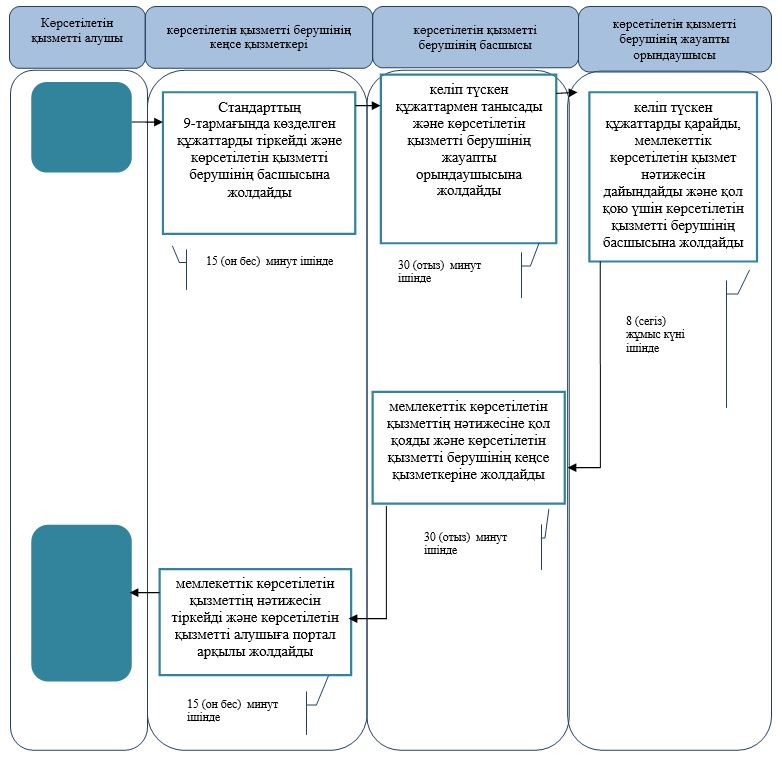 Көрсетілетін
қызметті алушы
көрсетілетін қызметті берушінің
кеңсе қызметкері
көрсетілетін қызметті
берушінің басшысы
көрсетілетін қызметті
берушінің жауапты
орындаушысы
Стандарттың
9-тармағында көзделген
құжаттарды тіркейді және
көрсетілетін қызметті
берушінің басшысына
жолдайды
15 (он бес) минут ішінде
келіп түскен
құжаттармен танысады
және көрсетілетін
қызметті берушінің
жауапты
орындаушысына
жолдайды
30 (отыз) минут
ішінде
келіп түскен
құжаттарды қарайды,
мемлекеттік
көрсетілетін қызмет
нәтижесін
дайындайды және қол
қою үшін көрсетілетін
қызметті берушінің
басшысына жолдайды
8 (сегіз)
жұмыс күні
ішінде
мемлекеттік көрсетілетін
қызметтің нәтижесіне қол
қояды және көрсетілетін
қызметті берушінің кеңсе
қызметкеріне жолдайды
30 (отыз) минут
ішінде
мемлекеттік көрсетілетін
қызметтің нәтижесін
тіркейді және көрсетілетін
қызметті алушыға портал
арқылы жолдайды
15 (он бес) минут
ішінде